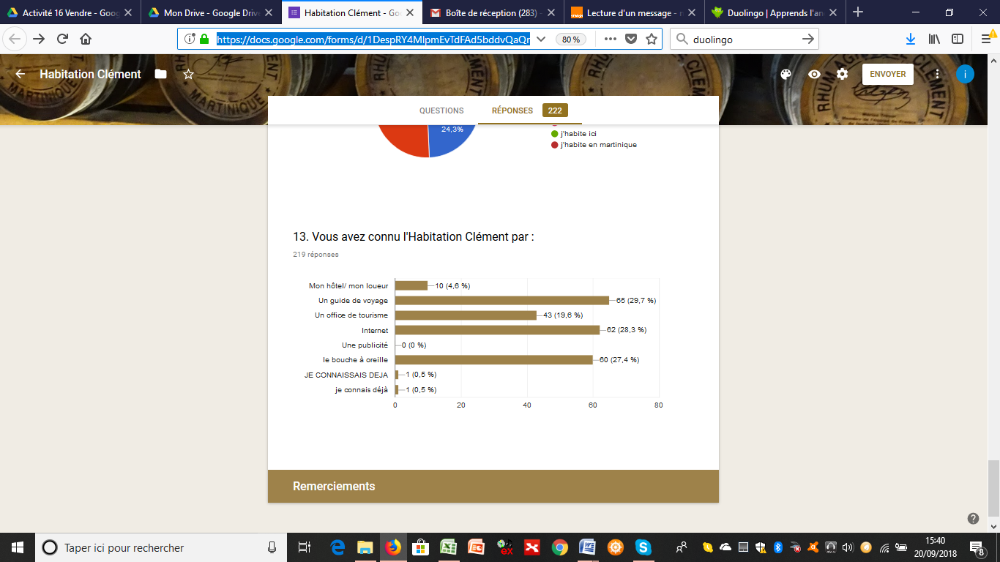 Activité 16 Vendre - Goog
Mon Drive - Google Drive
Habitation Clément - Goo
Boîte de réception (283) -
Lecture d'un message - m
Duolingo | Apprends l'an
https://docs.google.com/forms/d/1DespRY4MlpmEvTdFAd5bddvQaQr
80 %
duolingo
Habitation Clément
ENVOYER
i
QUESTIONS
RÉPONSES
222
24,3%
j'habite ici
j'habite en martinique
13. Vous avez connu l'Habitation Clément par :
219 réponses
Mon hôtel/ mon loueur
10 (4,6 %)
Un guide de voyage
65 (29,7 %)
Un office de tourisme
43 (19,6 %)
Internet
62 (28,3 %)
Une publicité
0 (0 %)
le bouche à oreille
60 (27,4 %)
JE CONNAISSAIS DEJA
1 (0,5 %)
je connais déjà
1 (0,5 %)
0 20 40 60 80
Remerciements
Taper ici pour rechercher
15:40
20/09/2018
8